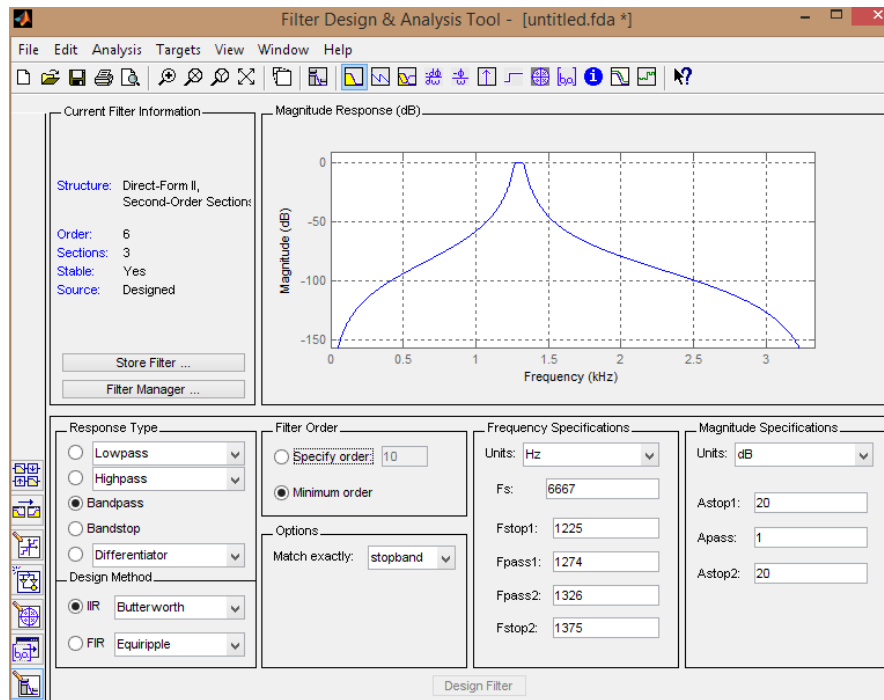 Filter Design & Analysis Tool - [untitled.fda *]
File Edit Analysis Targets View Window Help
Current Filter Information
Structure: Direct-Form II,
Second-Order Sections
Order: 6
Sections: 3
Stable: Yes
Source: Designed
Store Filter ...
Filter Manager ...
Magnitude Response (dB)
Magnitude (dB)
0
-50
-100
-150
0 0.5 1 1.5 2 2.5 3
Frequency (kHz)
Response Type
Lowpass
Highpass
Bandpass
Bandstop
Differentiator
Design Method
IIR Butterworth
FIR Equiripple
Filter Order
Specify order: 10
Minimum order
Options
Match exactly: stopband
Frequency Specifications
Units: Hz
Fs: 6667
Fstop1: 1225
Fpass1: 1274
Fpass2: 1326
Fstop2: 1375
Magnitude Specifications
Units: dB
Astop1: 20
Apass: 1
Astop2: 20
Design Filter